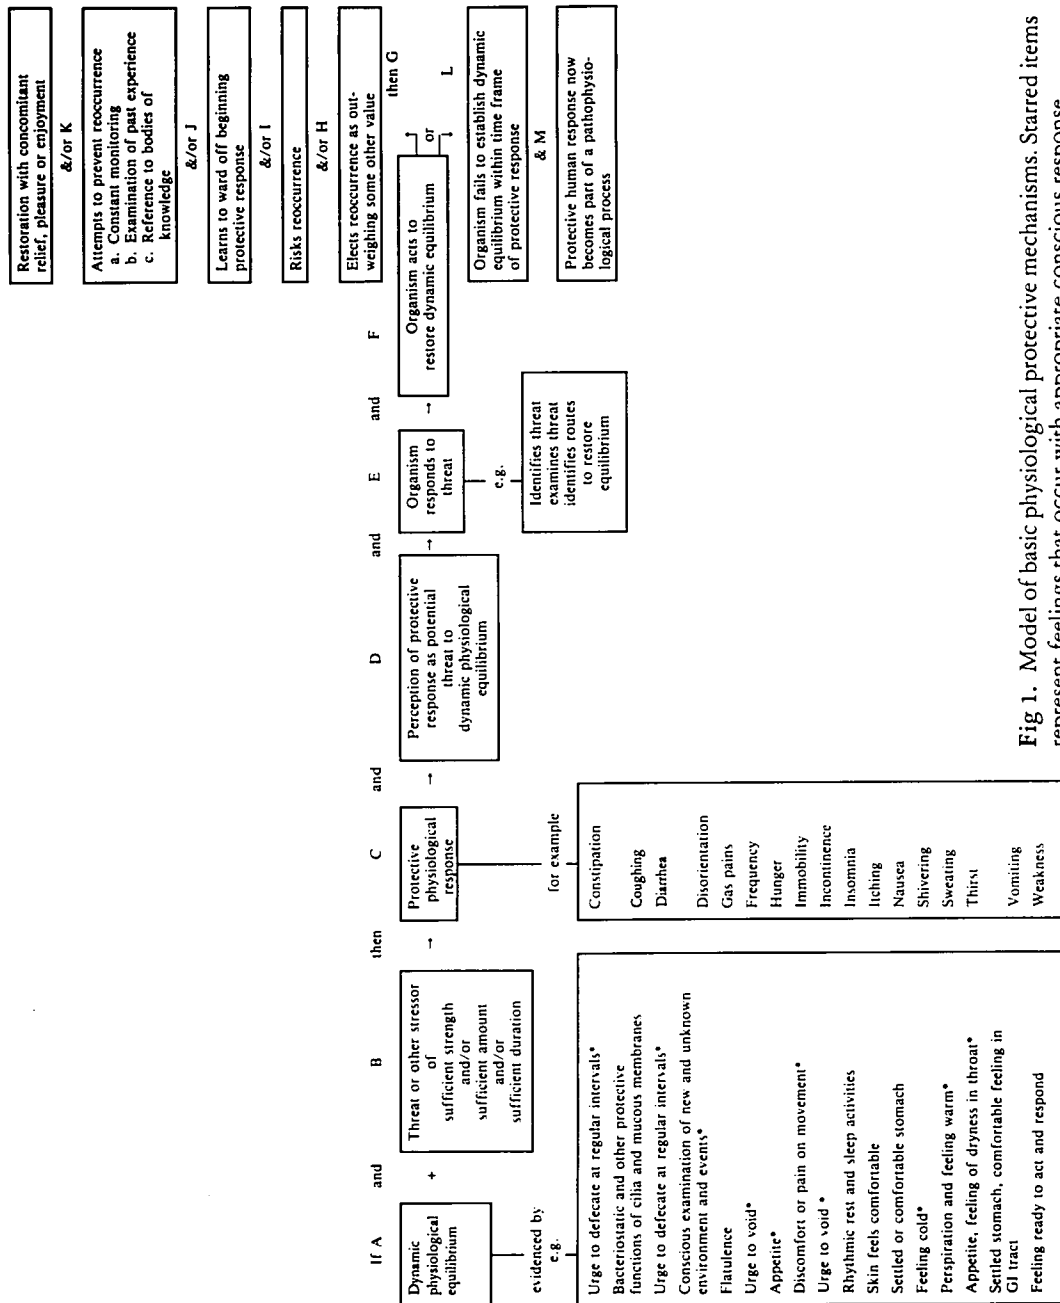 If A
and
B
then
C
and
D
and
E
and
F
Dynamic
physiological
equilibrium
+
Threat or other stressor
of
sufficient strength
and/or
sufficient amount
and/or
sufficient duration
→
Protective
physiological
response
→
Perception of protective
response as potential
threat to
dynamic physiological
equilibrium
→
Organism
responds to
threat
→
Organism acts to
restore dynamic equilibrium
or
evidenced by
e.g.
Urge to defecate at regular intervals*
Bacteriostatic and other protective
functions of cilia and mucous membranes
Urge to defecate at regular intervals*
Conscious examination of new and unknown
environment and events*
Flatulence
Urge to void*
Appetite*
Discomfort or pain on movement*
Urge to void *
Rhythmic rest and sleep activities
Skin feels comfortable
Settled or comfortable stomach
Feeling cold*
Perspiration and feeling warm*
Appetite, feeling of dryness in throat*
Settled stomach, comfortable feeling in
GI tract
Feeling ready to act and respond
for example
Constipation
Coughing
Diarrhea
Disorientation
Gas pains
Frequency
Hunger
Immobility
Incontinence
Insomnia
Itching
Nausea
Shivering
Sweating
Thirst
Vomiting
Weakness
e.g.
Identifies threat
examines threat
identifies routes
to restore
equilibrium
Restoration with concomitant
relief, pleasure or enjoyment
&/or K
Attempts to prevent reoccurrence
a. Constant monitoring
b. Examination of past experience
c. Reference to bodies of
knowledge
&/or J
Learns to ward off beginning
protective response
&/or I
Risks reoccurrence
&/or H
Elects reoccurrence as out-
weighing some other value
then G
L
Organism fails to establish dynamic
equilibrium within time frame
of protective response
& M
Protective human response now
becomes part of a pathophysio-
logical process
Fig 1. Model of basic physiological protective mechanisms. Starred items
represent feelings that occur with appropriate conscious response.